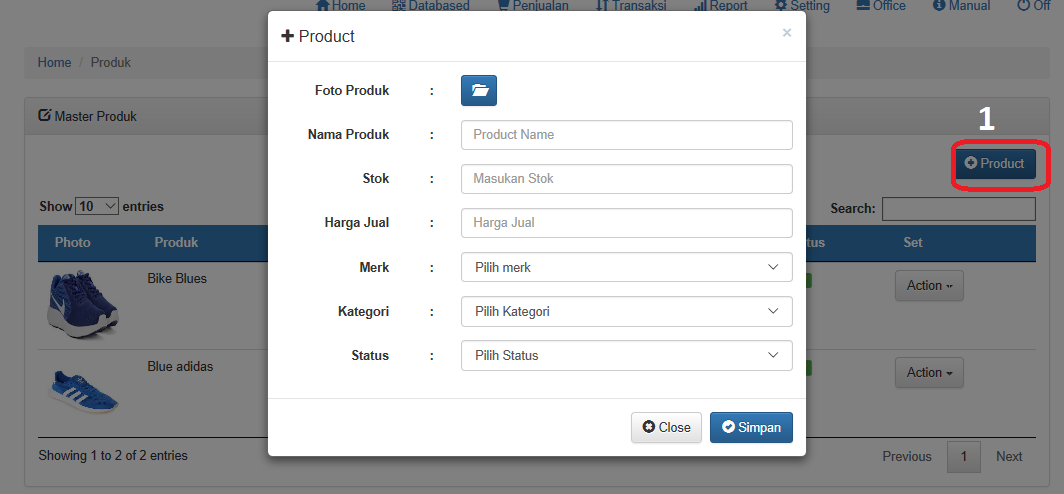 Home Databased Penjualan Transaksi Report Setting Office Manual Off
+ Product ×
Home / Produk
Foto Produk :
Master Produk
1
Nama Produk : Product Name
Product
Stok : Masukan Stok
Show 10 entries
Search:
Harga Jual : Harga Jual
Photo Produk Set
Merk : Pilih merk
Bike Blues
Action
Kategori : Pilih Kategori
Status : Pilih Status
Blue adidas
Action
Close Simpan
Showing 1 to 2 of 2 entries
Previous 1 Next